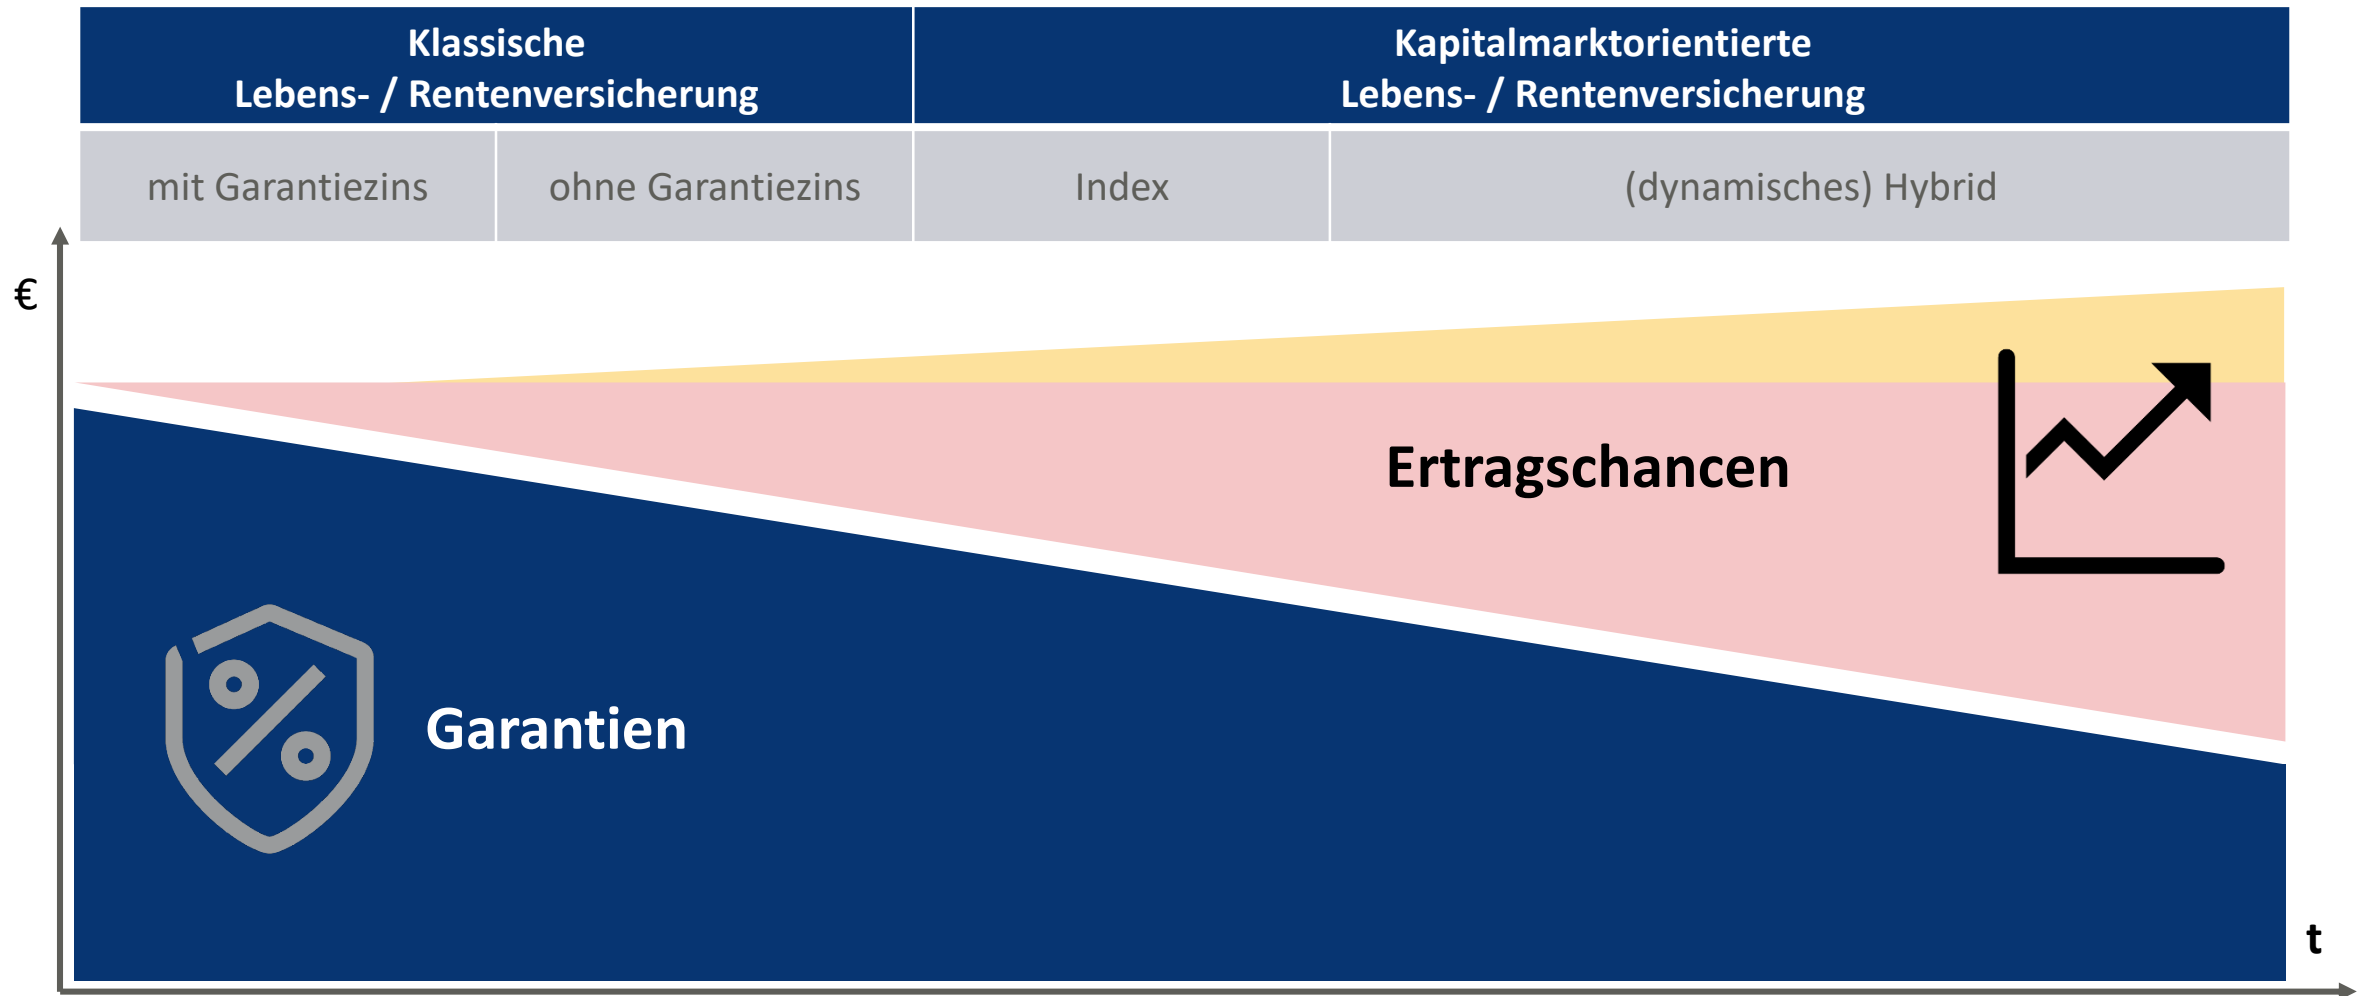 Klassische
Lebens- / Rentenversicherung
Kapitalmarktorientierte
Lebens- / Rentenversicherung
mit Garantiezins
ohne Garantiezins
Index
(dynamisches) Hybrid
€
Ertragschancen
Garantien
t